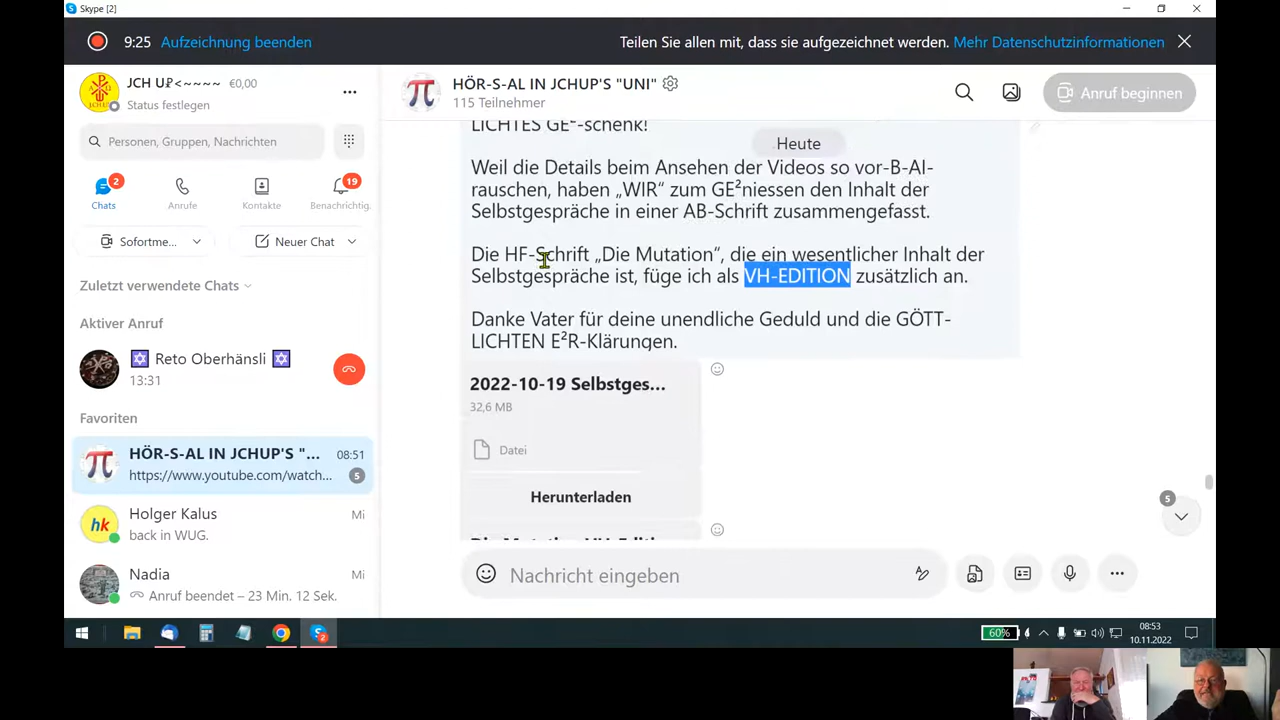 Skype [2]
9:25 Aufzeichnung beenden
Teilen Sie allen mit, dass sie aufgezeichnet werden. Mehr Datenschutzinformationen
JCH U₽<~~~~ €0,00
Status festlegen
Personen, Gruppen, Nachrichten
2
19
Chats
Anrufe
Kontakte
Benachrichtig.
Sofortme...
Neuer Chat
Zuletzt verwendete Chats
Aktiver Anruf
Reto Oberhänsli
13:31
Favoriten
HÖR-S-AL IN JCHUP'S "... 08:51
https://www.youtube.com/watch... 5
hk
Holger Kalus Mi
back in WUG.
Nadia Mi
Anruf beendet – 23 Min. 12 Sek.
HÖR-S-AL IN JCHUP'S "UNI"
115 Teilnehmer
Anruf beginnen
Heute
LICHTES GE²-schenk!
Weil die Details beim Ansehen der Videos so vor-B-AI-
rauschen, haben „WIR“ zum GE²niessen den Inhalt der
Selbstgespräche in einer AB-Schrift zusammengefasst.
Die HF-Schrift „Die Mutation“, die ein wesentlicher Inhalt der
Selbstgespräche ist, füge ich als VH-EDITION zusätzlich an.
Danke Vater für deine unendliche Geduld und die GÖTT-
LICHTEN E²R-Klärungen.
2022-10-19 Selbstges...
32,6 MB
Datei
Herunterladen
5
Nachricht eingeben
60%
08:53
10.11.2022
2